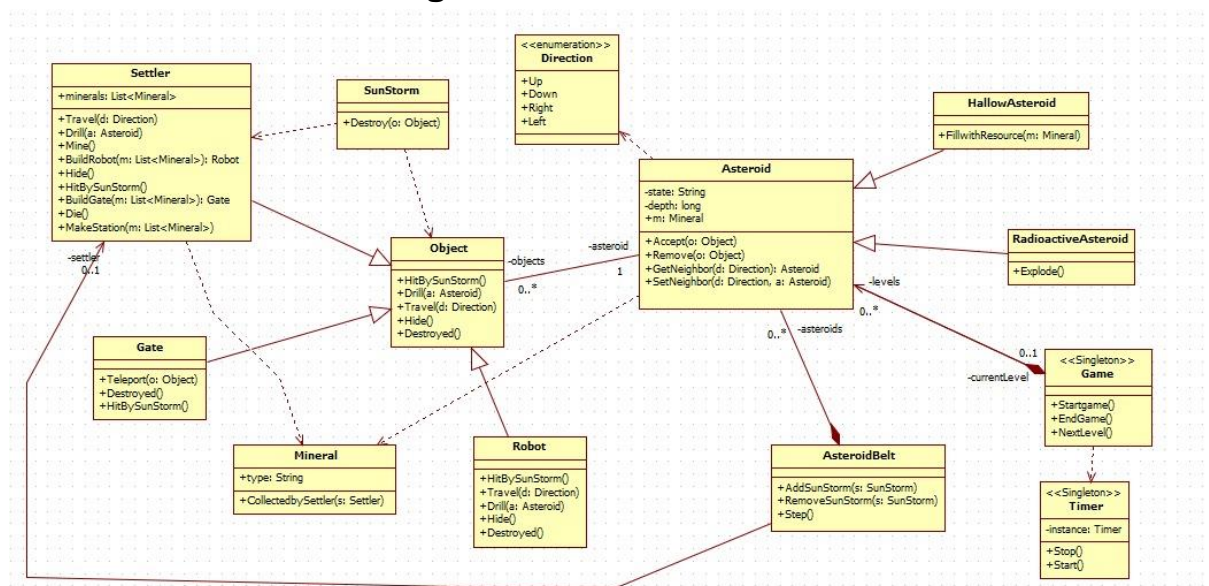 <<enumeration>>
Direction
+Up
+Down
+Right
+Left
Settler
+minerals: List<Mineral>
+Travel(d: Direction)
+Drill(a: Asteroid)
+Mine()
+BuildRobot(m: List<Mineral>): Robot
+Hide()
+HitBySunStorm()
+BuildGate(m: List<Mineral>): Gate
+Die()
+MakeStation(m: List<Mineral>)
-settler
0..1
SunStorm
+Destroy(o: Object)
HallowAsteroid
+FillwithResource(m: Mineral)
Asteroid
-state: String
-depth: long
+m: Mineral
+Accept(o: Object)
+Remove(o: Object)
+GetNeighbor(d: Direction): Asteroid
+SetNeighbor(d: Direction, a: Asteroid)
RadioactiveAsteroid
+Explode()
Object
+HitBySunStorm()
+Drill(a: Asteroid)
+Travel(d: Direction)
+Hide()
+Destroyed()
-objects
0..*
-asteroid
1
-levels
0..*
0..*
-asteroids
0..1
-currentLevel
Gate
+Teleport(o: Object)
+Destroyed()
+HitBySunStorm()
<<Singleton>>
Game
+Startgame()
+EndGame()
+NextLevel()
Mineral
+type: String
+CollectedbySettler(s: Settler)
Robot
+HitBySunStorm()
+Travel(d: Direction)
+Drill(a: Asteroid)
+Hide()
+Destroyed()
AsteroidBelt
+AddSunStorm(s: SunStorm)
+RemoveSunStorm(s: SunStorm)
+Step()
<<Singleton>>
Timer
-instance: Timer
+Stop()
+Start()